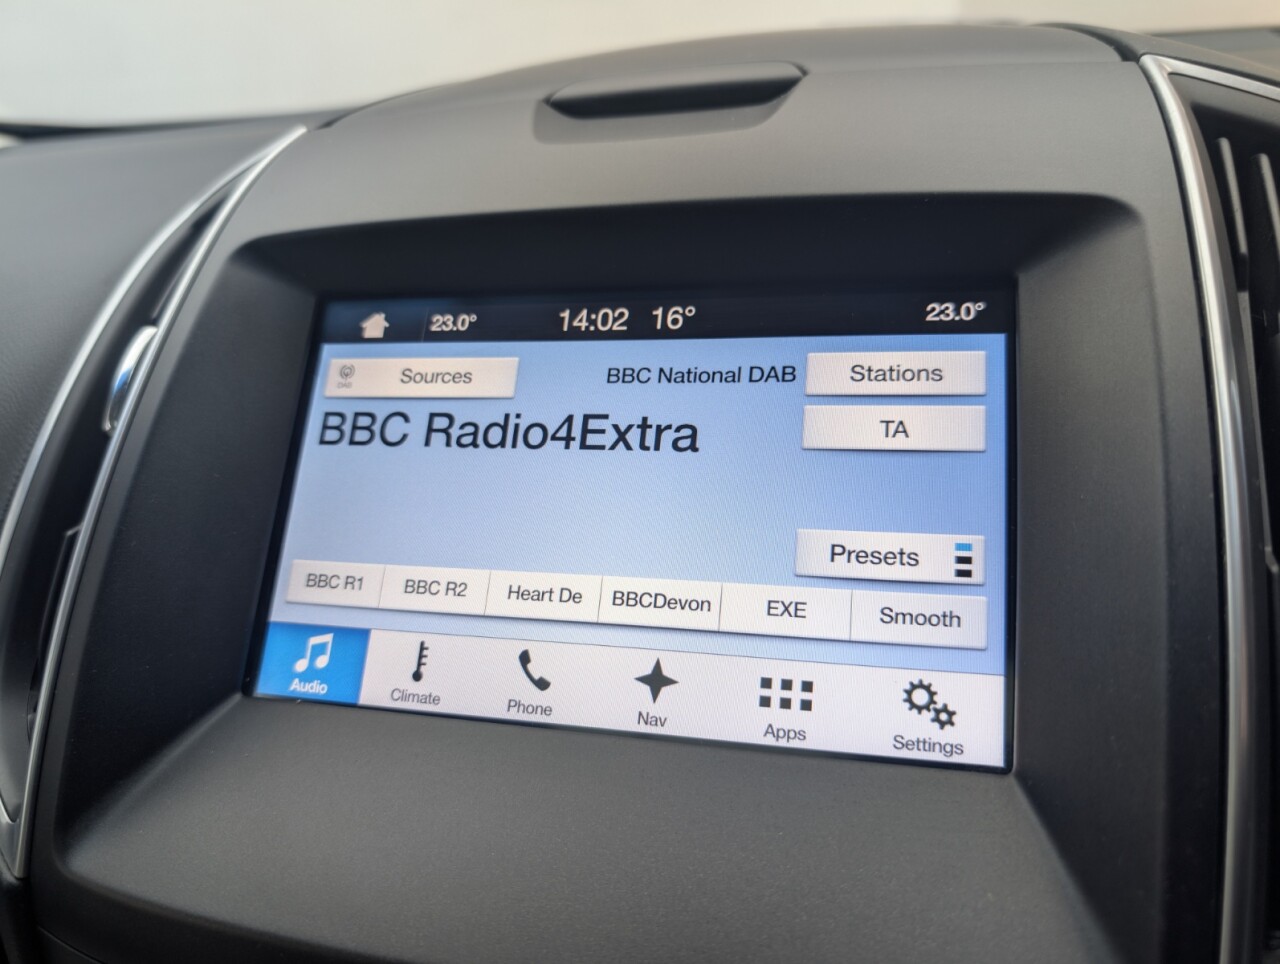 23.0° 14:02 16° 23.0°
DAB Sources BBC National DAB Stations
BBC Radio4Extra TA
Presets
BBC R1 BBC R2 Heart De BBCDevon EXE Smooth
Audio Climate Phone Nav Apps Settings